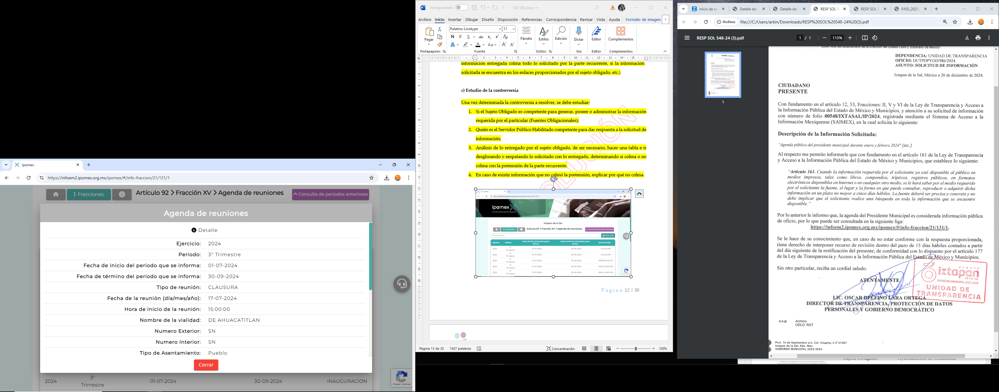 Ipomex
https://infoem2.ipomex.org.mx/ipomex/#/info-fraccion/21/131/1
Fracciones
Artículo 92 > Fracción XV > Agenda de reuniones
Consulta de periodos anteriores
Agenda de reuniones
Detalle
Ejercicio: 2024
Periodo: 3° Trimestre
Fecha de inicio del periodo que se informa: 01-07-2024
Fecha de término del periodo que se informa: 30-09-2024
Tipo de reunión: CLAUSURA
Fecha de la reunión (día/mes/año): 17-07-2024
Hora de inicio de la reunión: 15:00:00
Nombre de la vialidad: DE AHUACATITLAN
Numero Exterior: SN
Numero Interior: SN
Tipo de Asentamiento: Pueblo
Cerrar
2024 3° Trimestre 01-07-2024 30-09-2024 INAUGURACION
Autoguardado
102-103.docx
Archivo Inicio Insertar Dibujar Diseño Disposición Referencias Correspondencia Revisar Vista Ayuda Formato de imagen
Palatino Linotype 11
Pegar
N K S ab x₂ x²
A Aa A A
Párrafo Estilos Edición Dictar Editor Complementos
Portapapeles Fuente Estilos Voz Editor Complementos
información entregada colma todo lo solicitado por la parte recurrente, si la información
solicitada se encuentra en los enlaces proporcionados por el sujeto obligado, etc.)
c) Estudio de la controversia
Una vez determinada la controversia a resolver, se debe estudiar:
1. Si el Sujeto Obligado es competente para generar, poseer o administrar la información
requerida por el particular (Fuentes Obligacionales);
2. Quién es el Servidor Público Habilitado competente para dar respuesta a la solicitud de
información;
3. Análisis de lo entregado por el sujeto obligado, de ser necesario, hacer una tabla e ir
desglosando y empatando lo solicitado con lo entregado, determinando si colma o no
colma con la pretensión de la parte recurrente.
4. En caso de existir información que no colmó la pretensión, explicar por qué no colma.
ipomex
Ixtapan de la Sal
Fracciones
Artículo 92 > Fracción XV > Agenda de reuniones
Consulta de periodos anteriores
Filtro general
Descarga
Ejercicio Periodo Fecha de inicio del periodo que se informa Fecha de término del periodo que se informa Tipo de reunión
2024 3° Trimestre 01-07-2024 30-09-2024 CLAUSURA
2024 3° Trimestre 01-07-2024 30-09-2024 CLAUSURA
2024 3° Trimestre 01-07-2024 30-09-2024 PRESENTACION
2024 3° Trimestre 01-07-2024 30-09-2024 INAUGURACION
2024 3° Trimestre 01-07-2024 30-09-2024 INAUGURACION
Página 12 | 30
Página 13 de 30 7407 palabras
Concentración
100%
Inicio de se
Detalle del
Detalle del
RESP SOL 5
RESP SOL 5
0103_2025_
Archivo file:///C:/Users/arkin/Downloads/RESP%20SOL%20548-24%20(3).pdf
RESP SOL 548-24 (3).pdf
1 / 1
115%
1
2024, Año del Bicentenario de la Erección del Estado Libre y Soberano de México".
DEPENDENCIA: UNIDAD DE TRANSPARENCIA
OFICIO: DUTPDPYGD/986/2024
ASUNTO: SOLICITUD DE INFORMACIÓN
Ixtapan de la Sal, México a 20 de diciembre de 2024.
CIUDADANO
PRESENTE
Con fundamento en el artículo 12, 53, Fracciones: II, V y VI de la Ley de Transparencia y Acceso a
la Información Pública del Estado de México y Municipios, y atención a su solicitud de información
con número de folio 00548/IXTASAL/IP/2024, registrada mediante el Sistema de Acceso a la
Información Mexiquense (SAIMEX), en la cual solicita lo siguiente:
Descripción de la Información Solicitada:
"Agenda pública del presidente municipal durante enero y febrero 2024" [sic.]
Al respecto me permito informarle que con fundamento en el artículo 161 de la Ley de Transparencia
y Acceso a la Información Pública del Estado de México y Municipios, que establece lo siguiente:
"Artículo 161. Cuando la información requerida por el solicitante ya esté disponible al público en
medios impresos, tales como libros, compendios, trípticos, registros públicos, en formatos
electrónicos disponibles en Internet o en cualquier otro medio, se le hará saber por el medio requerido
por el solicitante la fuente, el lugar y la forma en que puede consultar, reproducir o adquirir dicha
información en un plazo no mayor a cinco días hábiles. La fuente deberá ser precisa y concreta y no
debe implicar que el solicitante realice una búsqueda en toda la información que se encuentre
disponible."
Por lo anterior le informo que, la agenda del Presidente Municipal es considerada información pública
de oficio, por lo que puede ser consultada en la siguiente liga:
https://infoem2.ipomex.org.mx/ipomex/#/info-fraccion/21/131/1.
Se le hace de su conocimiento que, en caso de no estar conforme con la respuesta proporcionada,
tiene derecho de interponer recurso de revisión dentro del pazo de 15 días hábiles contados a partir
del día siguiente de la notificación del presente; de conformidad con lo dispuesto por el artículo 177
de la Ley de Transparencia y Acceso a la Información Pública del Estado de México y Municipios.
Sin otro particular, reciba un cordial saludo.
ATENTAMENTE
LIC. OSCAR DELFINO LARA ORTEGA
DIRECTOR DE TRANSPARENCIA, PROTECCIÓN DE DATOS
PERSONALES Y GOBIERNO DEMOCRÁTICO
RENACE
ixtapan
DE LA SAL
GOBIERNO MUNICIPAL 2022-2024
UNIDAD DE
TRANSPARENCIA
c.c.p. Archivo.
ODLO: RGT
Prol. 16 de Septiembre s/n, Col. Ixtapita, C.P 51907
Ixtapan de la Sal, Edo. Mex.
GOBIERNO MUNICIPAL 2022-2024